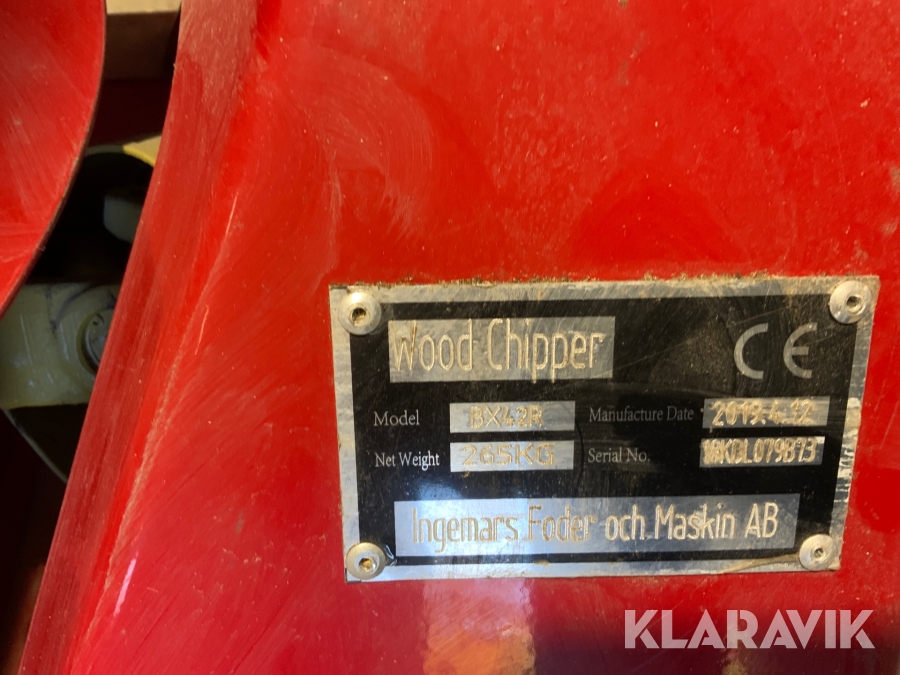 Wood Chipper
CE
Model BX42R Manufacture Date 2019.4.12
Net Weight 265KG Serial No.
Ingemars Foder och Maskin AB
KLARAVIK